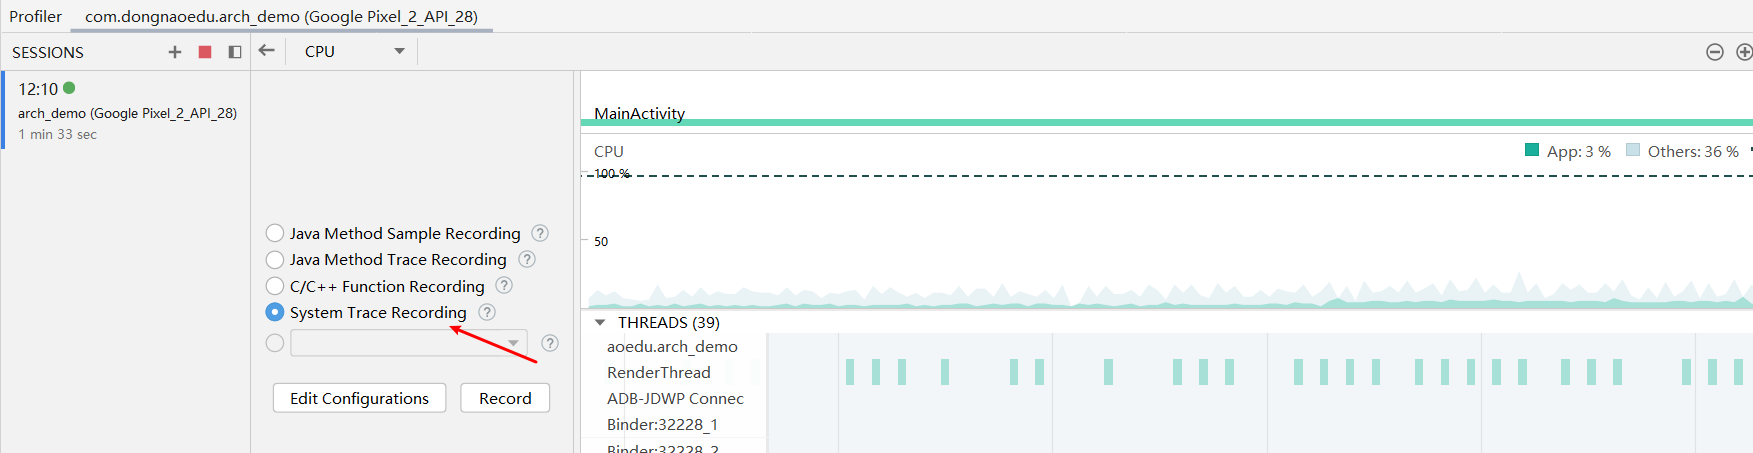 Profiler com.dongnaoedu.arch_demo (Google Pixel_2_API_28)
SESSIONS CPU
12:10
arch_demo (Google Pixel_2_API_28)
1 min 33 sec
Java Method Sample Recording ?
Java Method Trace Recording ?
C/C++ Function Recording ?
System Trace Recording ?
?
Edit Configurations Record
MainActivity
CPU App: 3 % Others: 36 %
100 %
50
THREADS (39)
aoedu.arch_demo
RenderThread
ADB-JDWP Connec
Binder:32228_1
Binder:32228_2